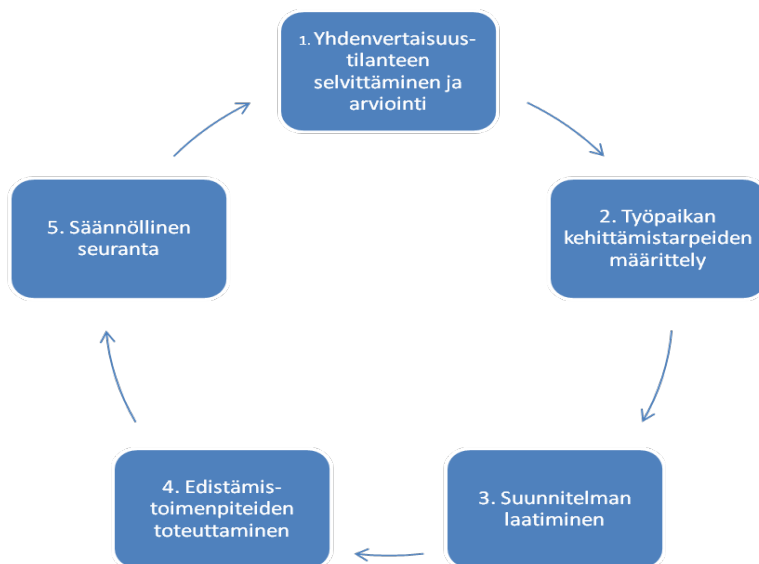 1. Yhdenvertaisuus-
tilanteen
selvittäminen ja
arviointi
2. Työpaikan
kehittämistarpeiden
määrittely
3. Suunnitelman
laatiminen
4. Edistämis-
toimenpiteiden
toteuttaminen
5. Säännöllinen
seuranta